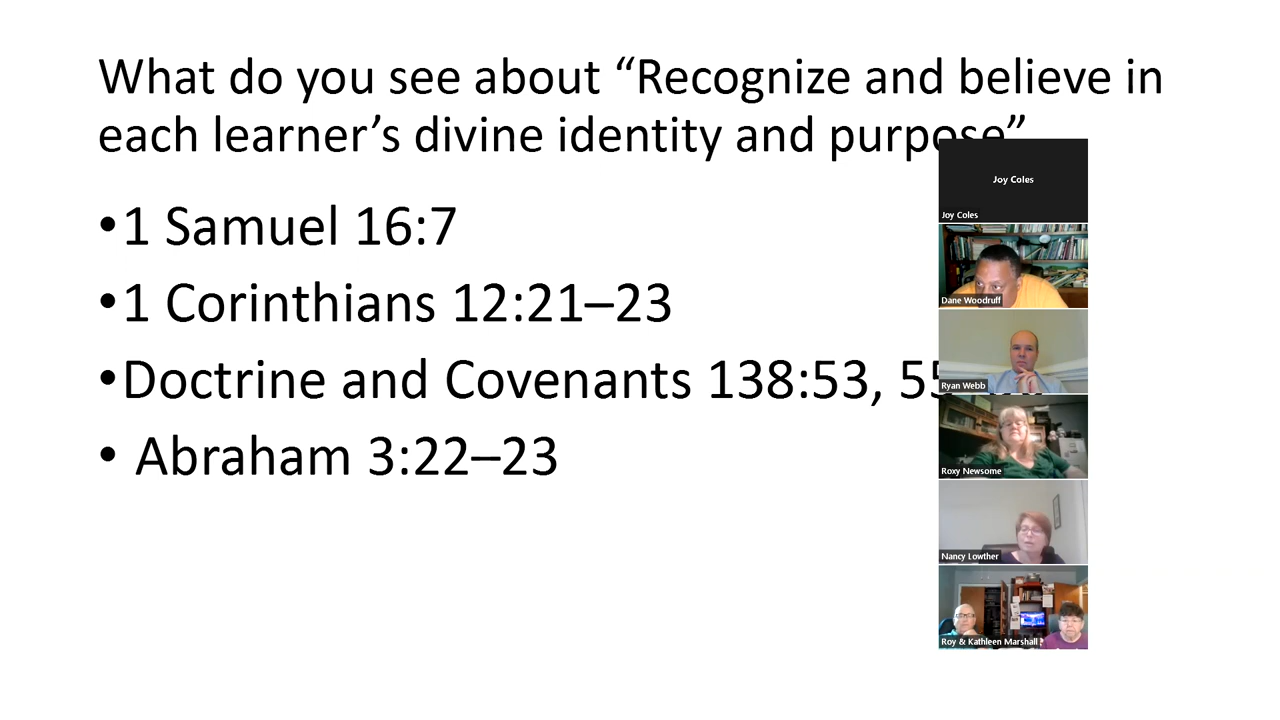 What do you see about “Recognize and believe in
each learner’s divine identity and purpose”
•1 Samuel 16:7
•1 Corinthians 12:21–23
•Doctrine and Covenants 138:53,
• Abraham 3:22–23
Joy Coles
Joy Coles
Dane Woodruff
Ryan Webb
Roxy Newsome
Nancy Lowther
Roy & Kathleen Marshall